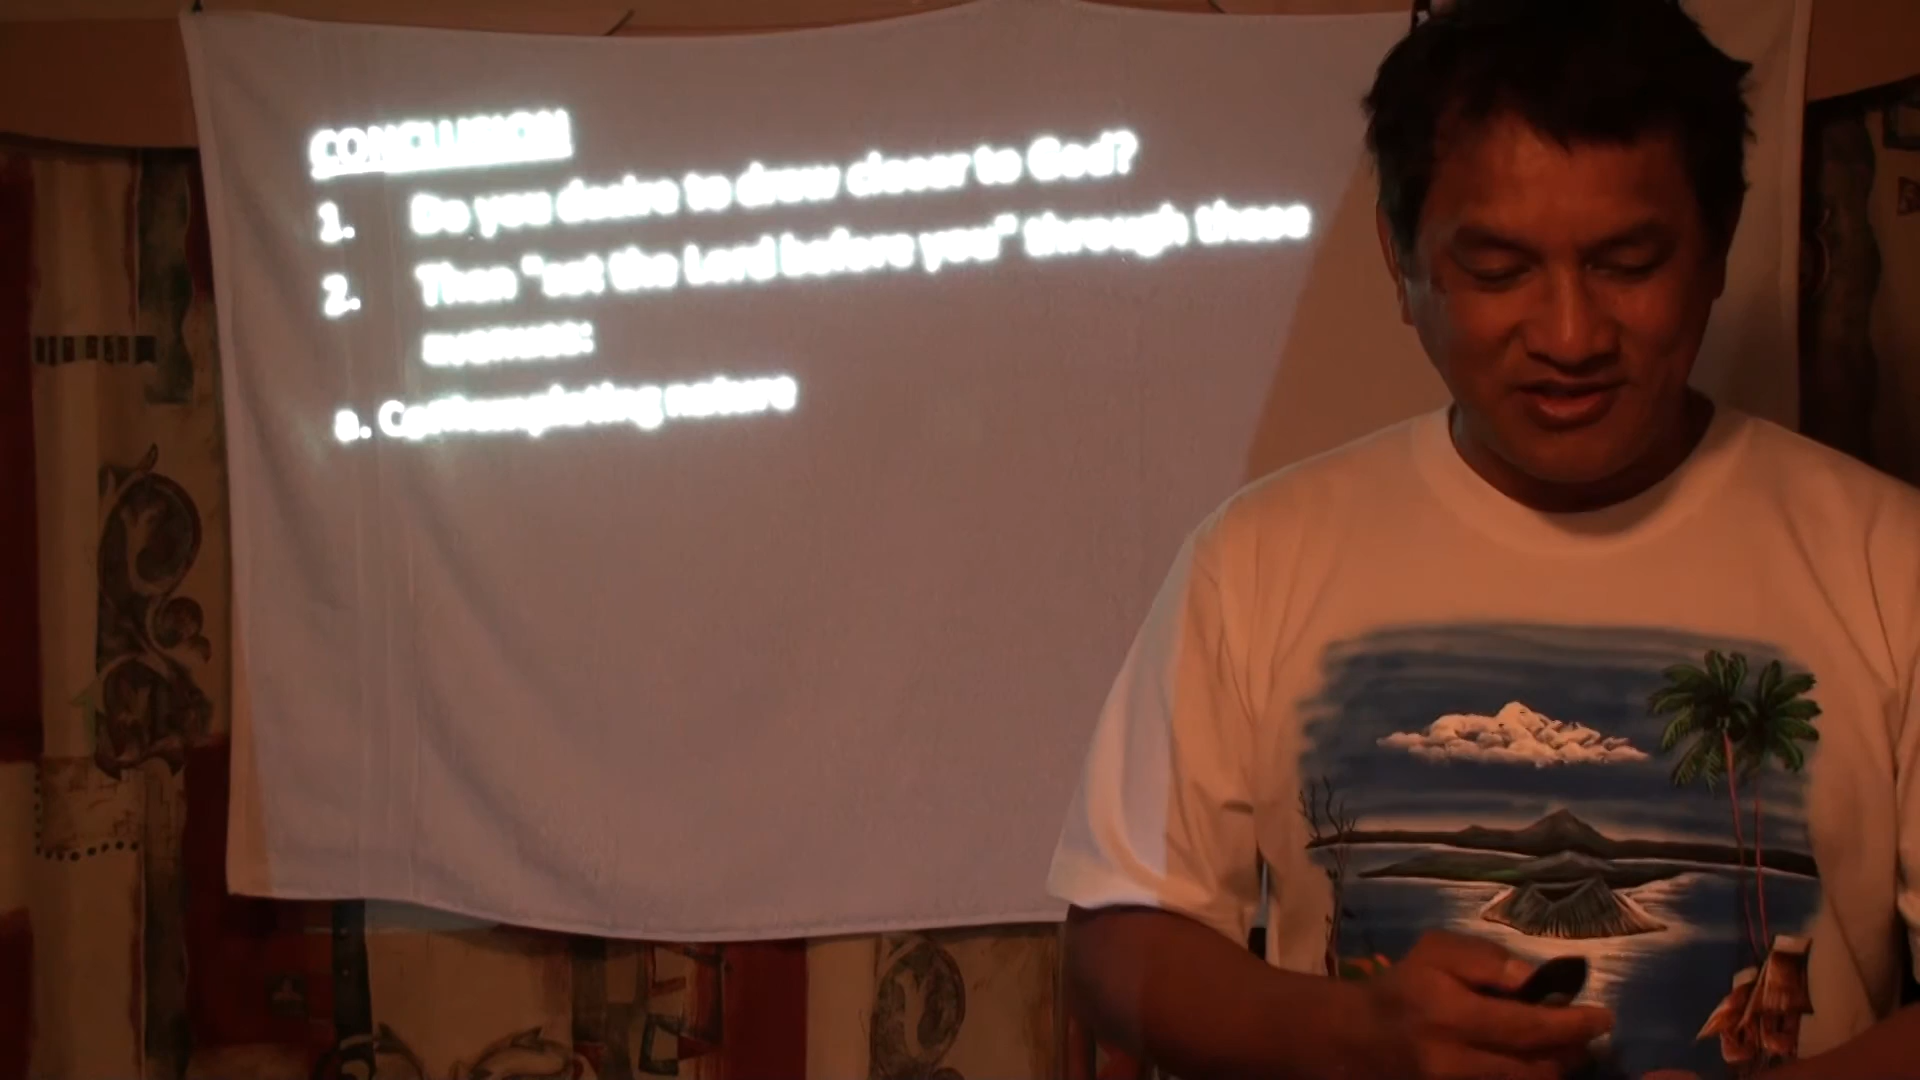 CONCLUSION
1. Do you desire to draw closer to God?
2. Then "set the Lord before you" through these
avenues:
a. Contemplating nature